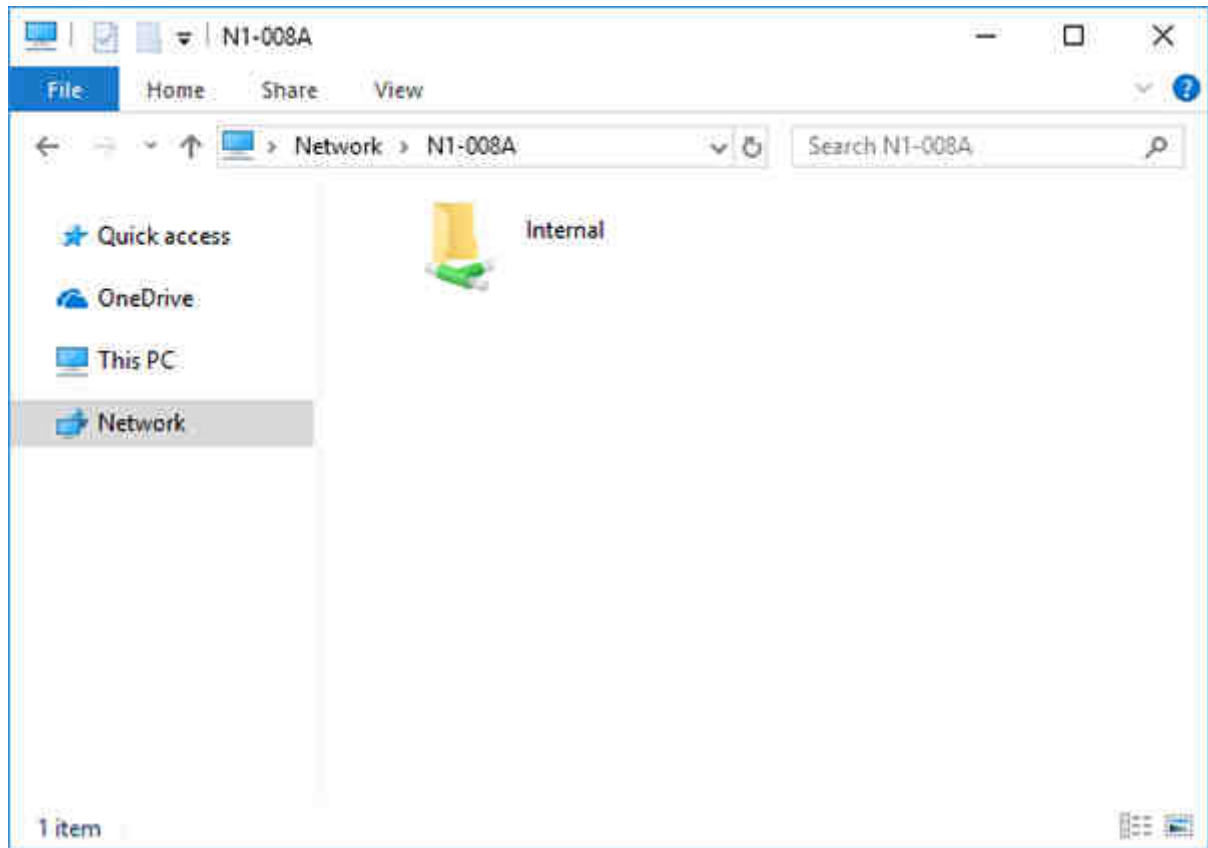 N1-008A
File Home Share View
Network > N1-008A
Search N1-008A
Quick access
OneDrive
This PC
Network
Internal
1 item